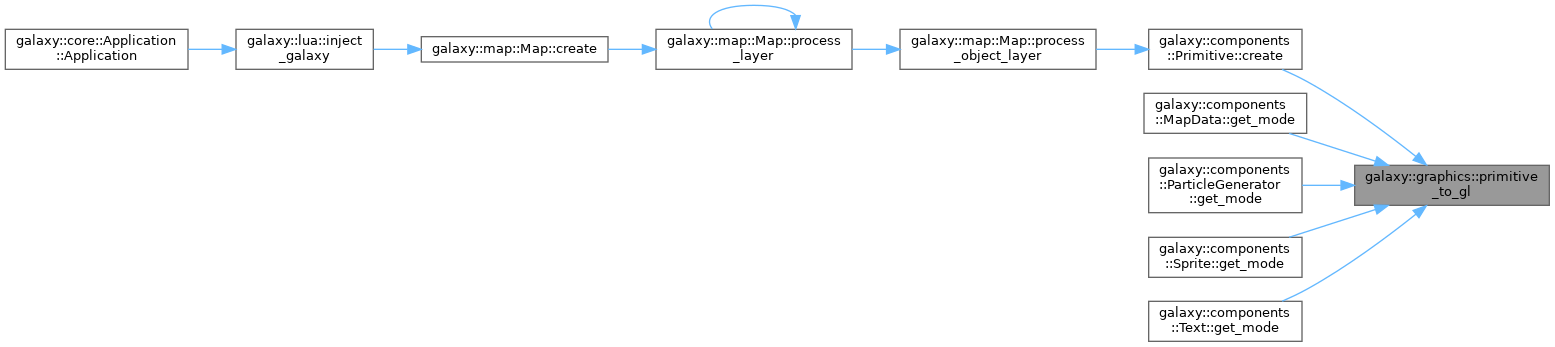 galaxy::core::Application
::Application
galaxy::lua::inject
_galaxy
galaxy::map::Map::create
galaxy::map::Map::process
_layer
galaxy::map::Map::process
_object_layer
galaxy::components
::Primitive::create
galaxy::components
::MapData::get_mode
galaxy::components
::ParticleGenerator
::get_mode
galaxy::components
::Sprite::get_mode
galaxy::components
::Text::get_mode
galaxy::graphics::primitive
_to_gl